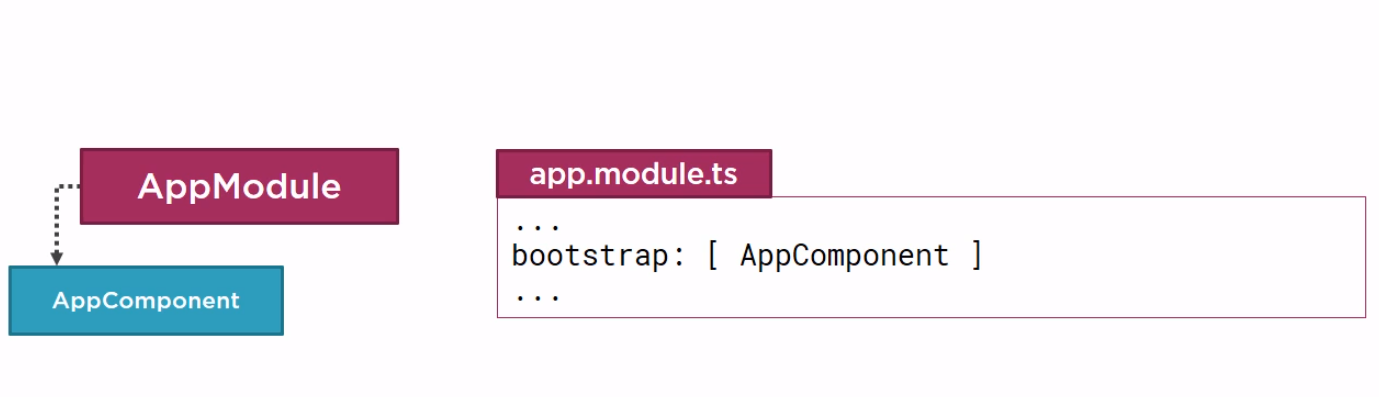 AppModule
AppComponent
app.module.ts
...
bootstrap: [ AppComponent ]
...